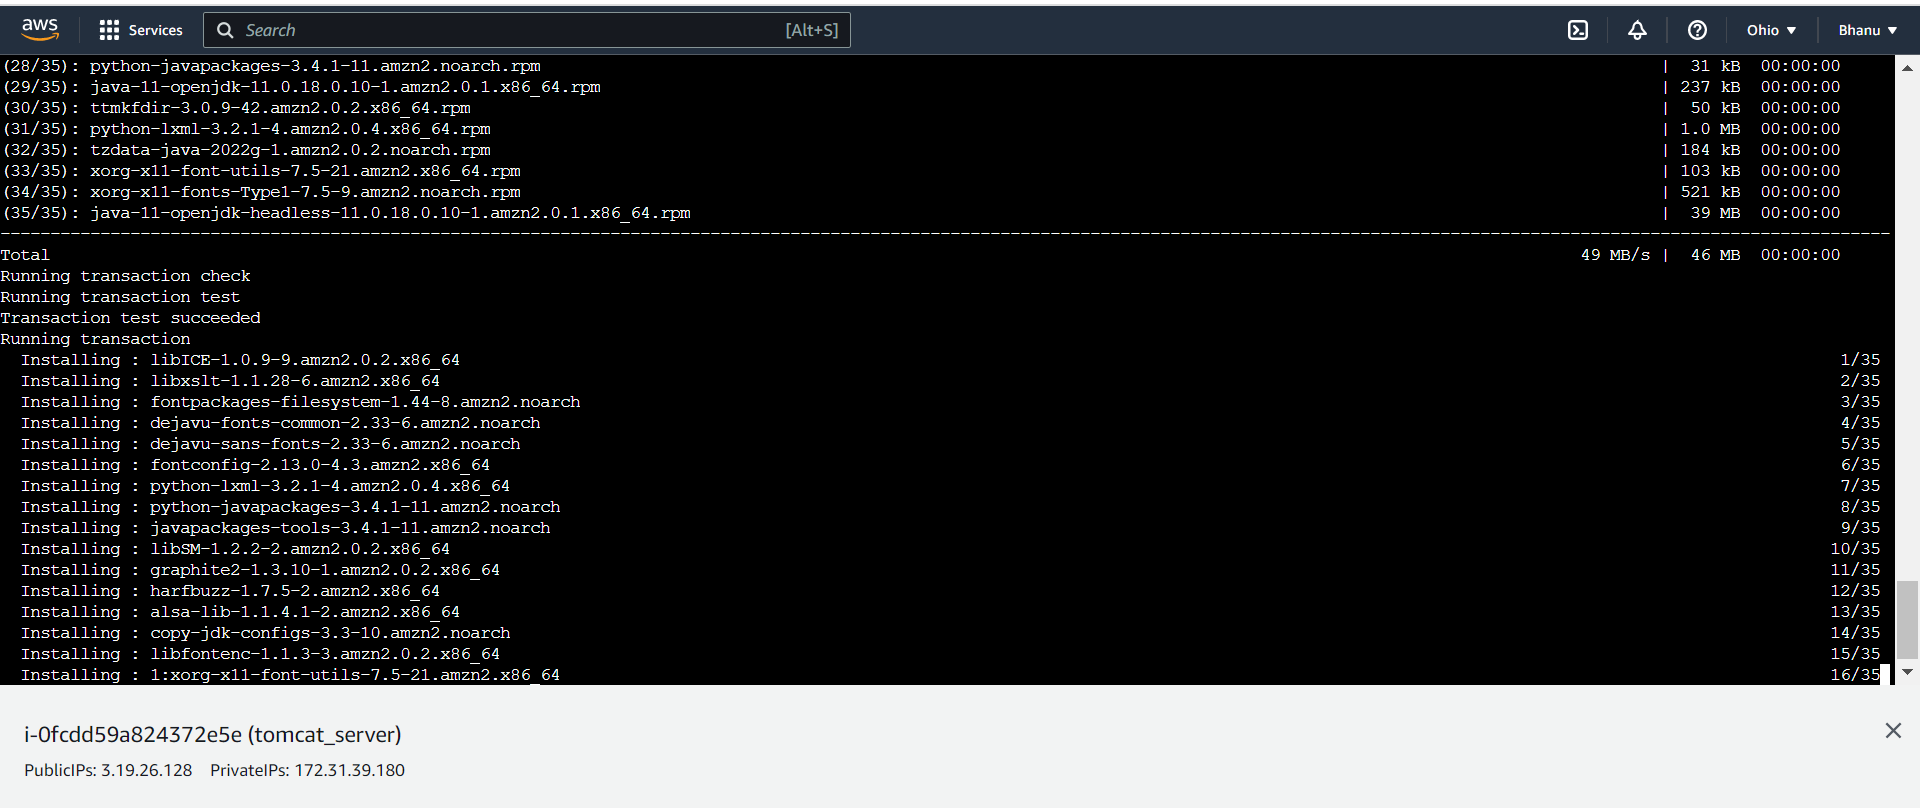 aws Services Search [Alt+S] Ohio ▼ Bhanu ▼
(28/35): python-javapackages-3.4.1-11.amzn2.noarch.rpm | 31 kB 00:00:00
(29/35): java-11-openjdk-11.0.18.0.10-1.amzn2.0.1.x86_64.rpm | 237 kB 00:00:00
(30/35): ttmkfdir-3.0.9-42.amzn2.0.2.x86_64.rpm | 50 kB 00:00:00
(31/35): python-lxml-3.2.1-4.amzn2.0.4.x86_64.rpm | 1.0 MB 00:00:00
(32/35): tzdata-java-2022g-1.amzn2.0.2.noarch.rpm | 184 kB 00:00:00
(33/35): xorg-x11-font-utils-7.5-21.amzn2.x86_64.rpm | 103 kB 00:00:00
(34/35): xorg-x11-fonts-Type1-7.5-9.amzn2.noarch.rpm | 521 kB 00:00:00
(35/35): java-11-openjdk-headless-11.0.18.0.10-1.amzn2.0.1.x86_64.rpm | 39 MB 00:00:00
Total 49 MB/s | 46 MB 00:00:00
Running transaction check
Running transaction test
Transaction test succeeded
Running transaction
Installing : libICE-1.0.9-9.amzn2.0.2.x86_64 1/35
Installing : libxslt-1.1.28-6.amzn2.x86_64 2/35
Installing : fontpackages-filesystem-1.44-8.amzn2.noarch 3/35
Installing : dejavu-fonts-common-2.33-6.amzn2.noarch 4/35
Installing : dejavu-sans-fonts-2.33-6.amzn2.noarch 5/35
Installing : fontconfig-2.13.0-4.3.amzn2.x86_64 6/35
Installing : python-lxml-3.2.1-4.amzn2.0.4.x86_64 7/35
Installing : python-javapackages-3.4.1-11.amzn2.noarch 8/35
Installing : javapackages-tools-3.4.1-11.amzn2.noarch 9/35
Installing : libSM-1.2.2-2.amzn2.0.2.x86_64 10/35
Installing : graphite2-1.3.10-1.amzn2.0.2.x86_64 11/35
Installing : harfbuzz-1.7.5-2.amzn2.x86_64 12/35
Installing : alsa-lib-1.1.4.1-2.amzn2.x86_64 13/35
Installing : copy-jdk-configs-3.3-10.amzn2.noarch 14/35
Installing : libfontenc-1.1.3-3.amzn2.0.2.x86_64 15/35
Installing : 1:xorg-x11-font-utils-7.5-21.amzn2.x86_64 16/35
i-0fcdd59a824372e5e (tomcat_server)
PublicIPs: 3.19.26.128 PrivateIPs: 172.31.39.180